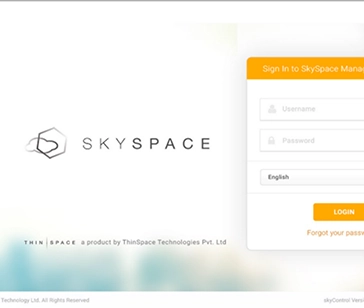 Sign In to SkySpace Manag
Username
Password
SKYSPACE
English
LOGIN
Forgot your passw
THIN|SPACE a product by ThinSpace Technologies Pvt. Ltd
Technology Ltd. All Rights Reserved
skyControl Versi